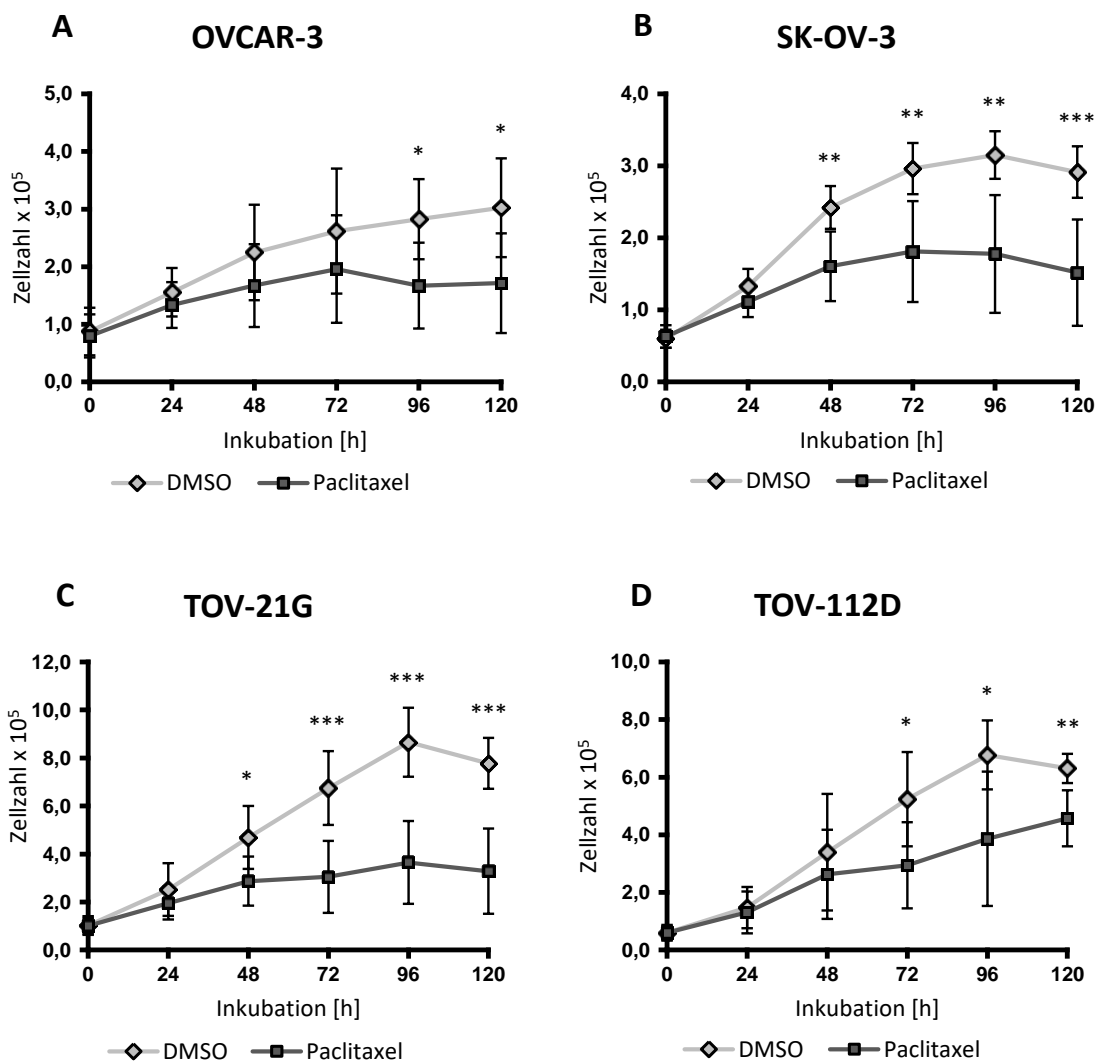 A
OVCAR-3
5,0
4,0
3,0
2,0
1,0
0,0
Zellzahl x 10⁵
* *
0 24 48 72 96 120
Inkubation [h]
DMSO Paclitaxel
B
SK-OV-3
4,0
3,0
2,0
1,0
0,0
Zellzahl x 10⁵
** ** ** ***
0 24 48 72 96 120
Inkubation [h]
DMSO Paclitaxel
C
TOV-21G
12,0
10,0
8,0
6,0
4,0
2,0
0,0
Zellzahl x 10⁵
* *** *** ***
0 24 48 72 96 120
Inkubation [h]
DMSO Paclitaxel
D
TOV-112D
10,0
8,0
6,0
4,0
2,0
0,0
Zellzahl x 10⁵
* * **
0 24 48 72 96 120
Inkubation [h]
DMSO Paclitaxel